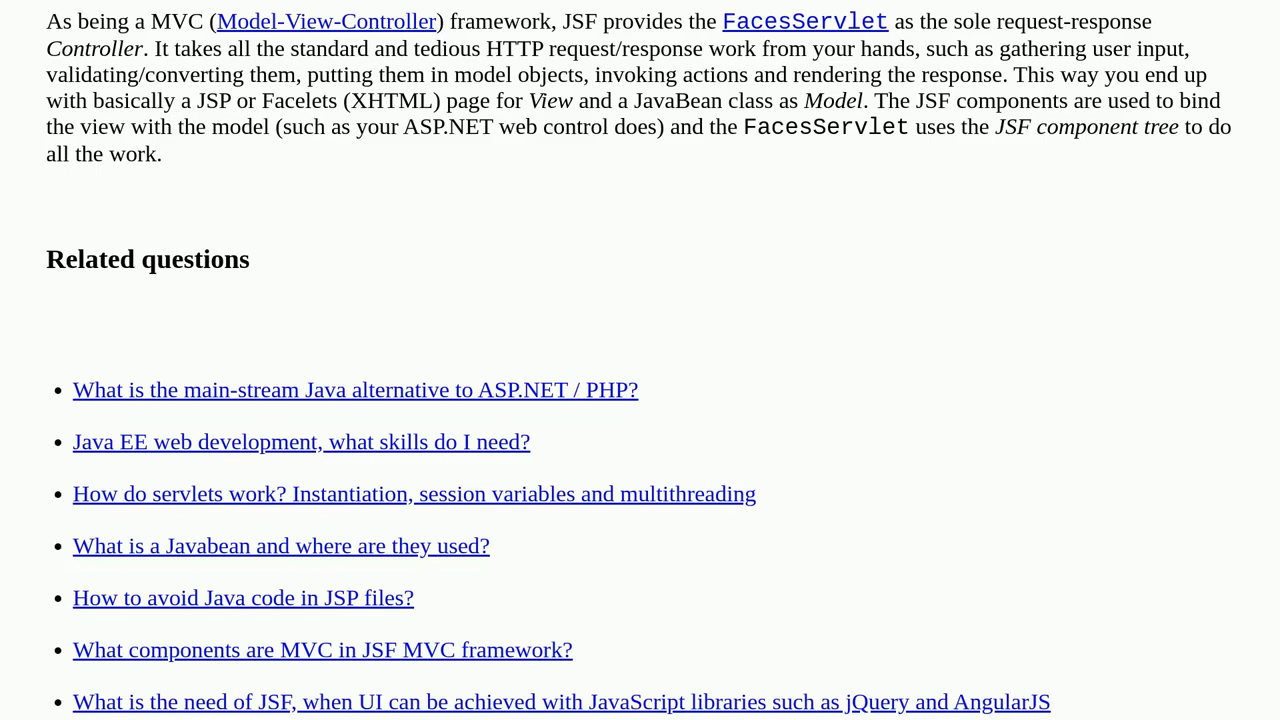 As being a MVC (Model-View-Controller) framework, JSF provides the FacesServlet as the sole request-response
Controller. It takes all the standard and tedious HTTP request/response work from your hands, such as gathering user input,
validating/converting them, putting them in model objects, invoking actions and rendering the response. This way you end up
with basically a JSP or Facelets (XHTML) page for View and a JavaBean class as Model. The JSF components are used to bind
the view with the model (such as your ASP.NET web control does) and the FacesServlet uses the JSF component tree to do
all the work.
Related questions
• What is the main-stream Java alternative to ASP.NET / PHP?
• Java EE web development, what skills do I need?
• How do servlets work? Instantiation, session variables and multithreading
• What is a Javabean and where are they used?
• How to avoid Java code in JSP files?
• What components are MVC in JSF MVC framework?
• What is the need of JSF, when UI can be achieved with JavaScript libraries such as jQuery and AngularJS